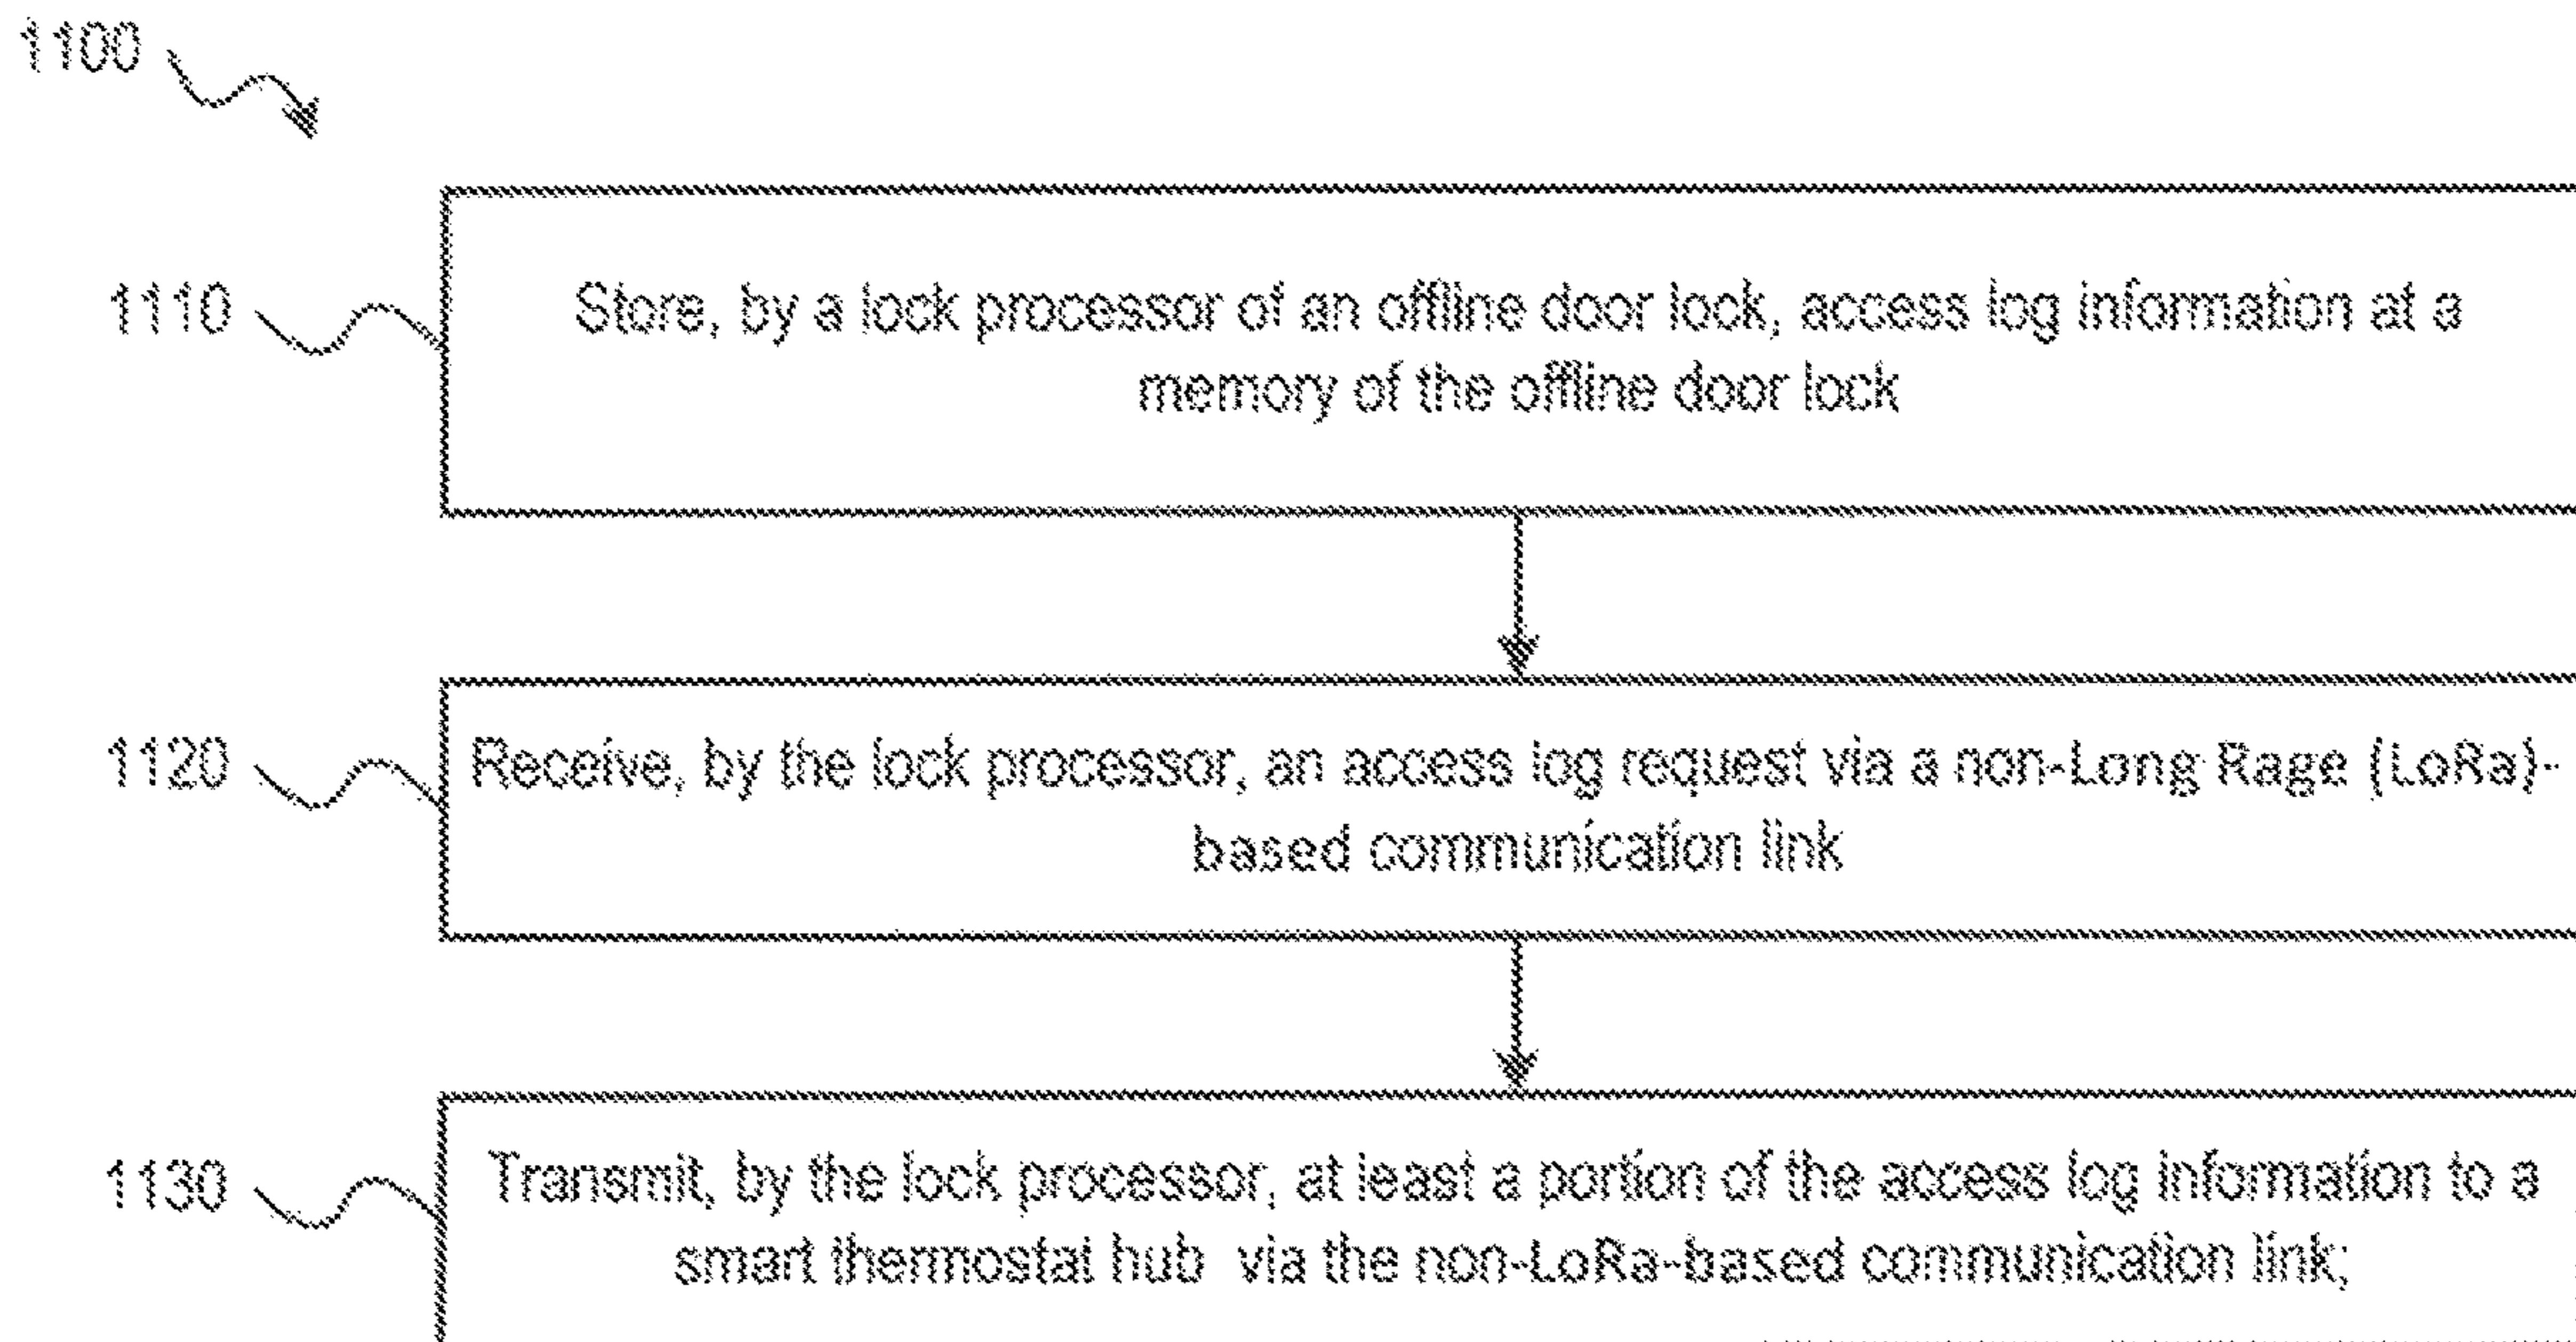 1100
1110
Store, by a lock processor of an offline door lock, access log information at a
memory of the offline door lock
1120
Receive, by the lock processor, an access log request via a non-Long Rage (LoRa)-
based communication link
1130
Transmit, by the lock processor, at least a portion of the access log information to a
smart thermostat hub via the non-LoRa-based communication link;